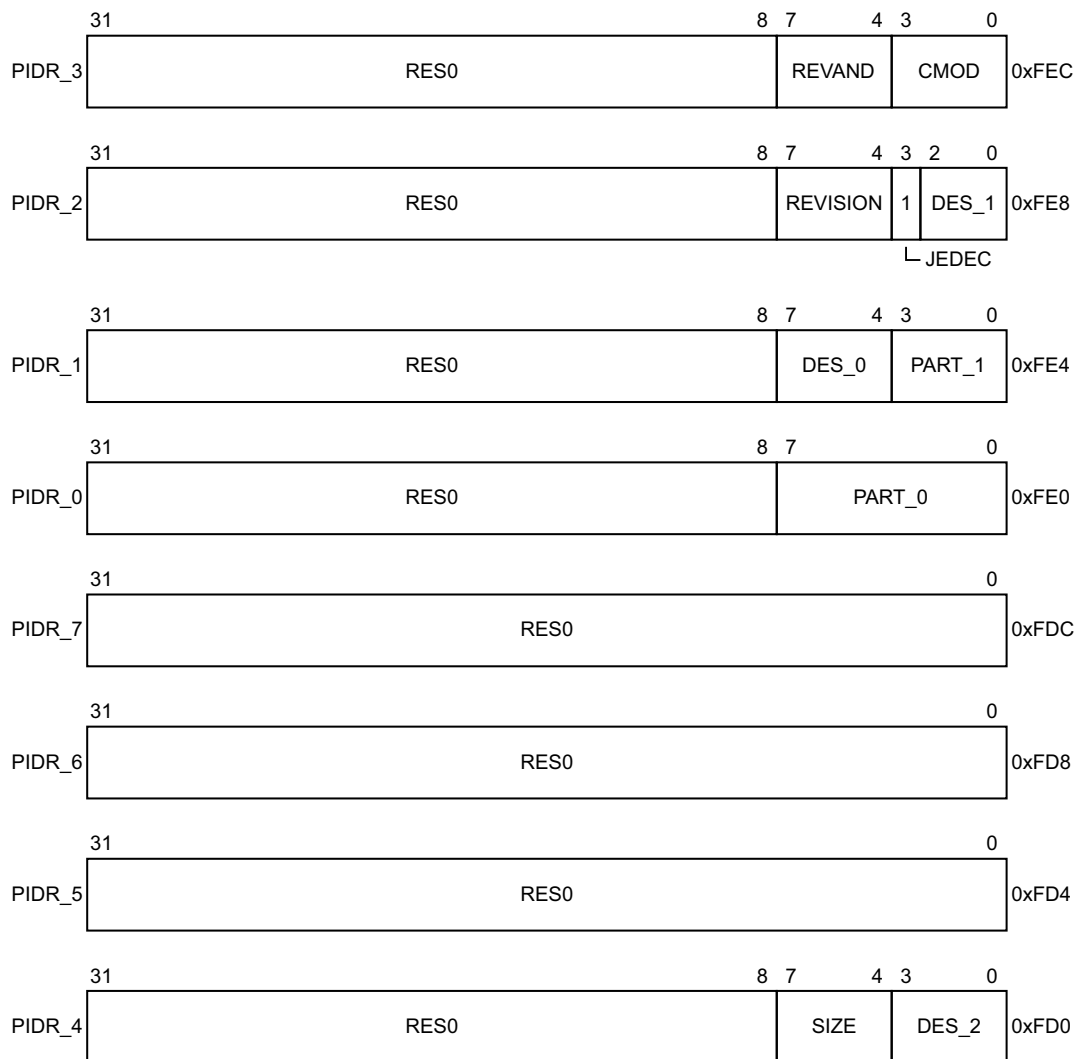 31 8 7 4 3 0
PIDR_3 RES0 REVAND CMOD 0xFEC
31 8 7 4 3 2 0
PIDR_2 RES0 REVISION 1 DES_1 0xFE8
JEDEC
31 8 7 4 3 0
PIDR_1 RES0 DES_0 PART_1 0xFE4
31 8 7 0
PIDR_0 RES0 PART_0 0xFE0
31 0
PIDR_7 RES0 0xFDC
31 0
PIDR_6 RES0 0xFD8
31 0
PIDR_5 RES0 0xFD4
31 8 7 4 3 0
PIDR_4 RES0 SIZE DES_2 0xFD0